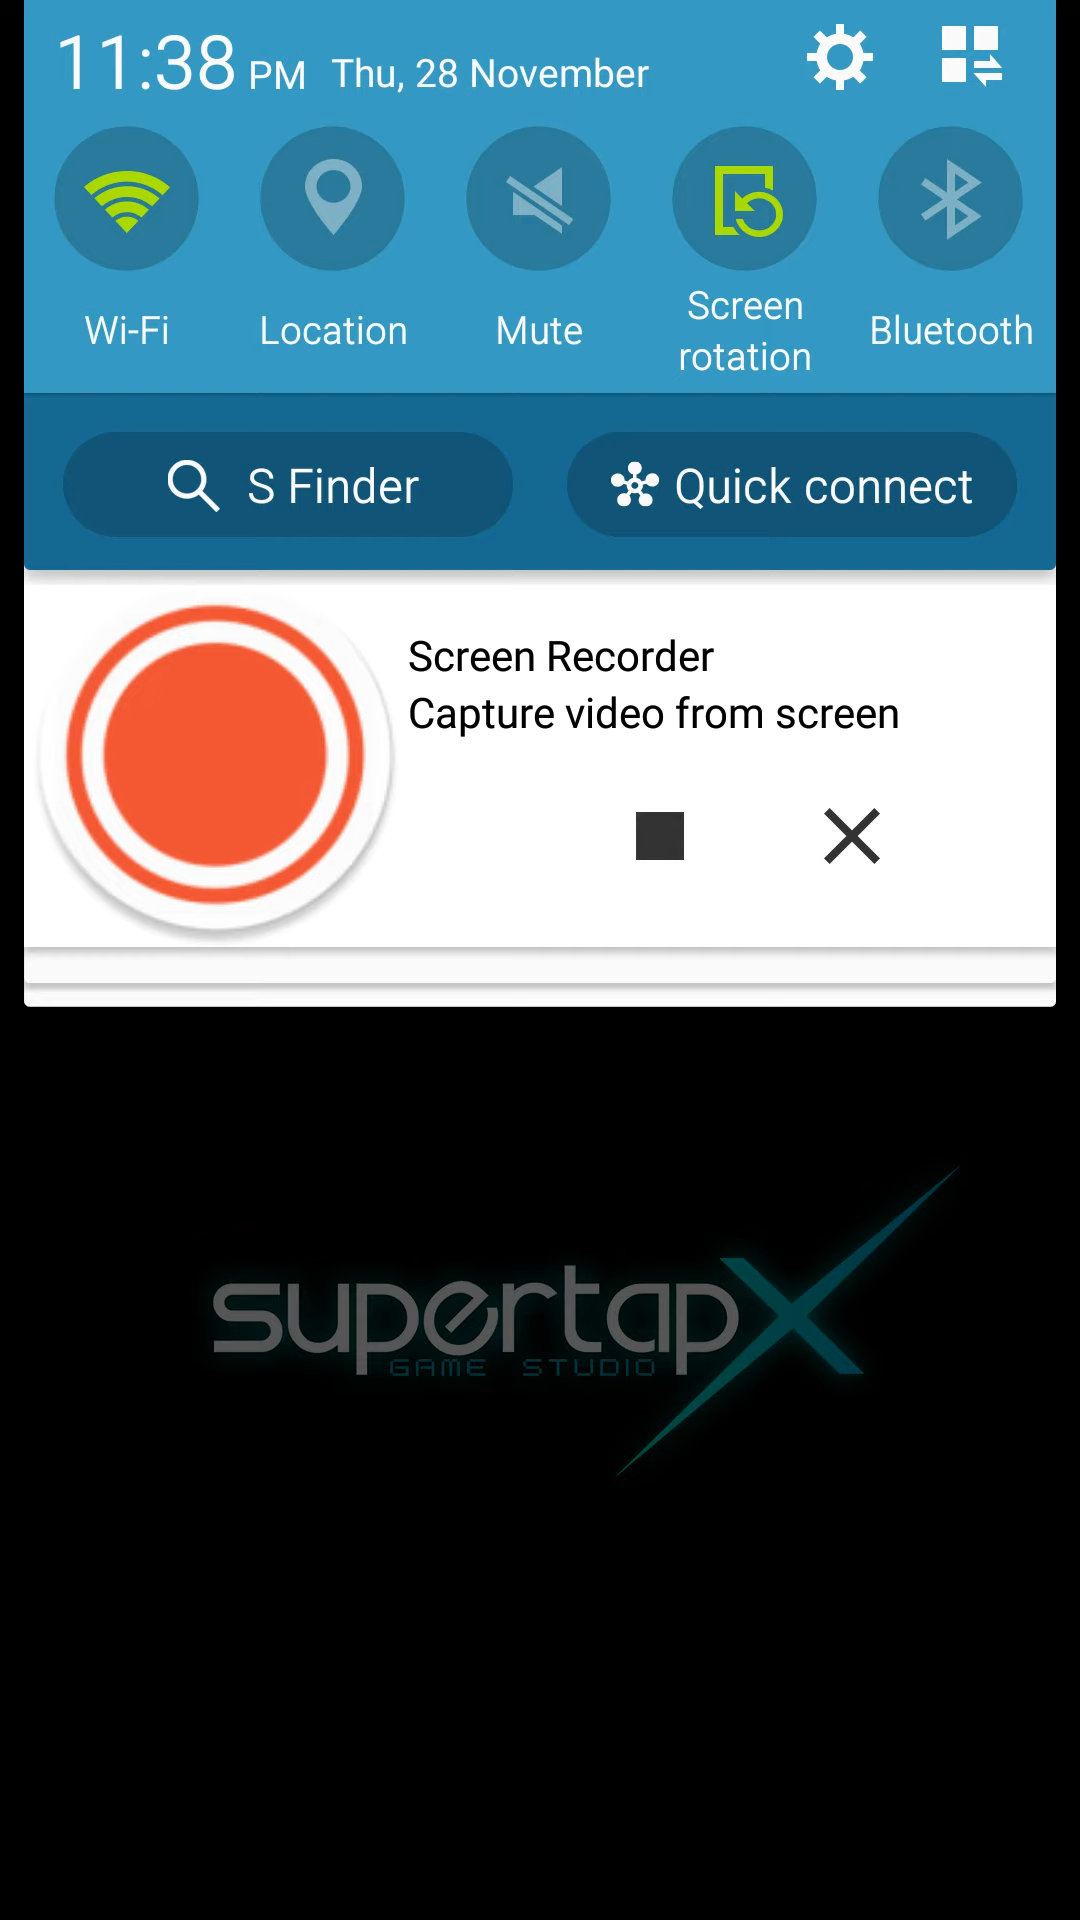 11:38 PM Thu, 28 November
Wi-Fi
Location
Mute
Screen
rotation
Bluetooth
S Finder
Quick connect
Screen Recorder
Capture video from screen
supertapX
GAME STUDIO